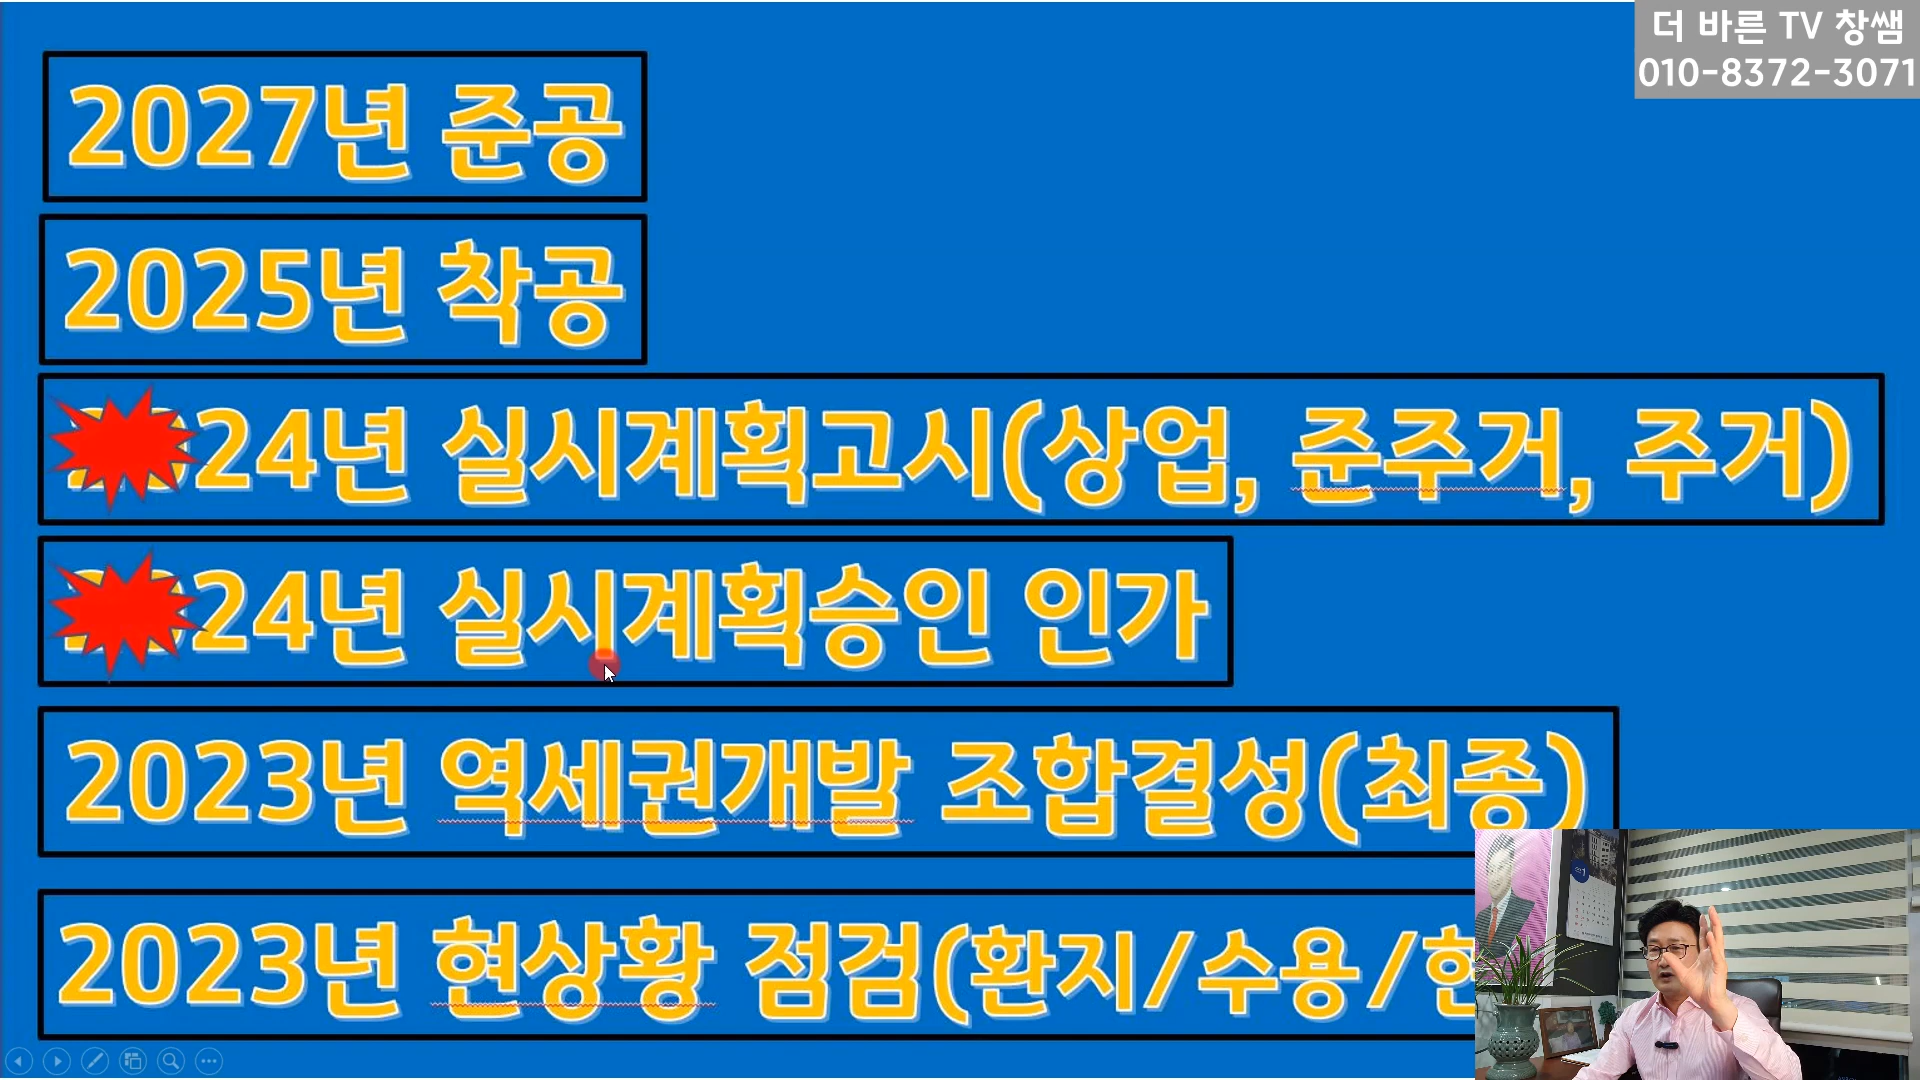 더 바른 TV 창쌤
010-8372-3071
2027년 준공
2025년 착공
24년 실시계획고시(상업, 준주거, 주거)
24년 실시계획승인 인가
2023년 역세권개발 조합결성(최종)
2023년 현상황 점검(환지/수용/